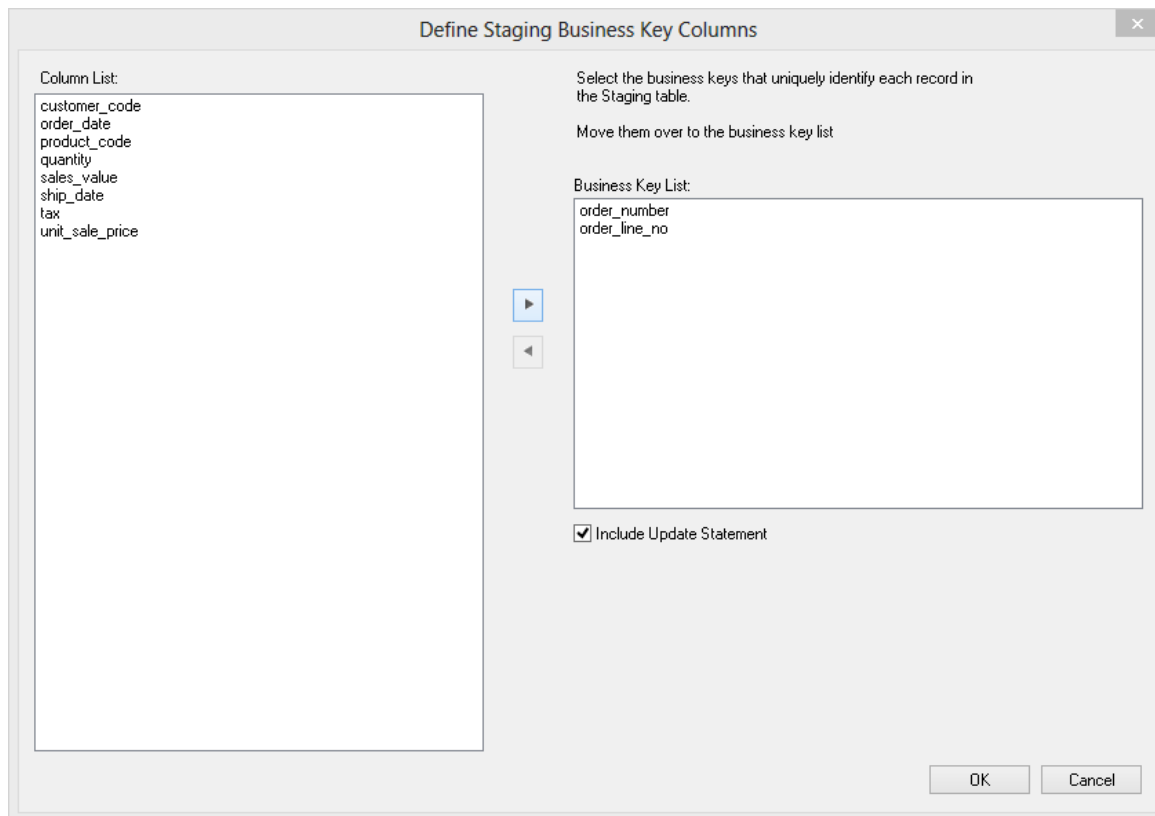 Define Staging Business Key Columns
Column List:
customer_code
order_date
product_code
quantity
sales_value
ship_date
tax
unit_sale_price
Select the business keys that uniquely identify each record in
the Staging table.
Move them over to the business key list
Business Key List:
order_number
order_line_no
Include Update Statement
OK
Cancel